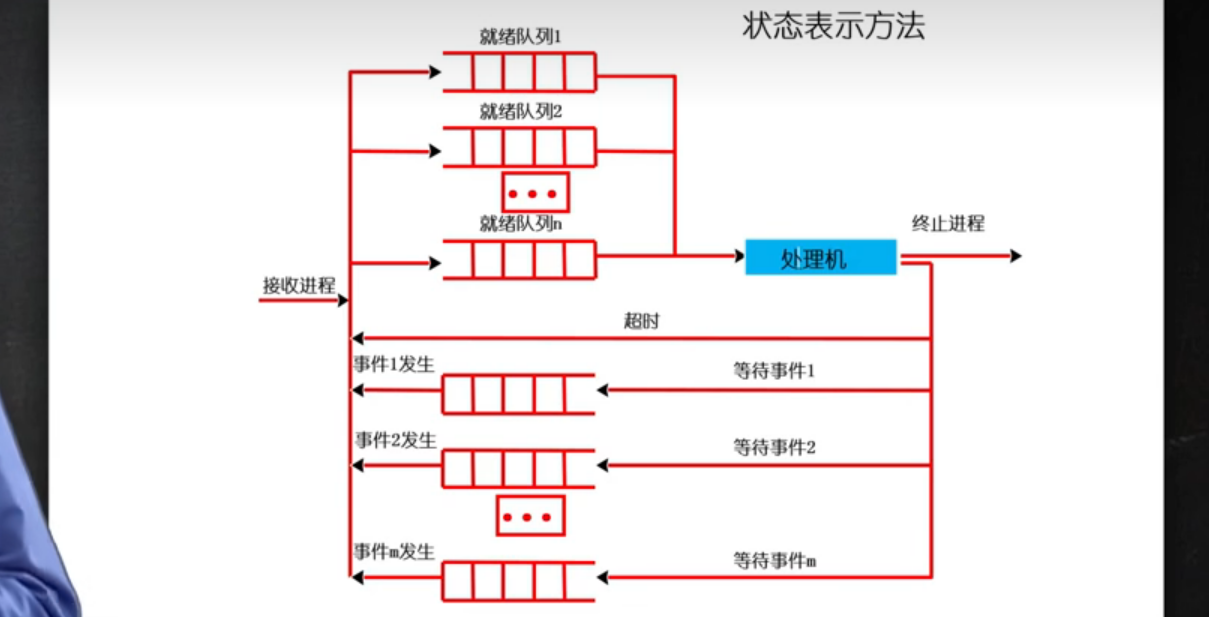 状态表示方法
就绪队列1
就绪队列2
就绪队列n
处理机
终止进程
接收进程
超时
事件1发生
等待事件1
事件2发生
等待事件2
事件m发生
等待事件m